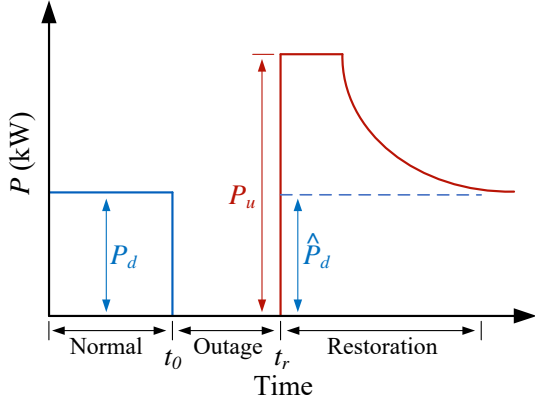 P (kW)
P_u
P_d
P̂_d
Normal
t_0
Outage
t_r
Restoration
Time